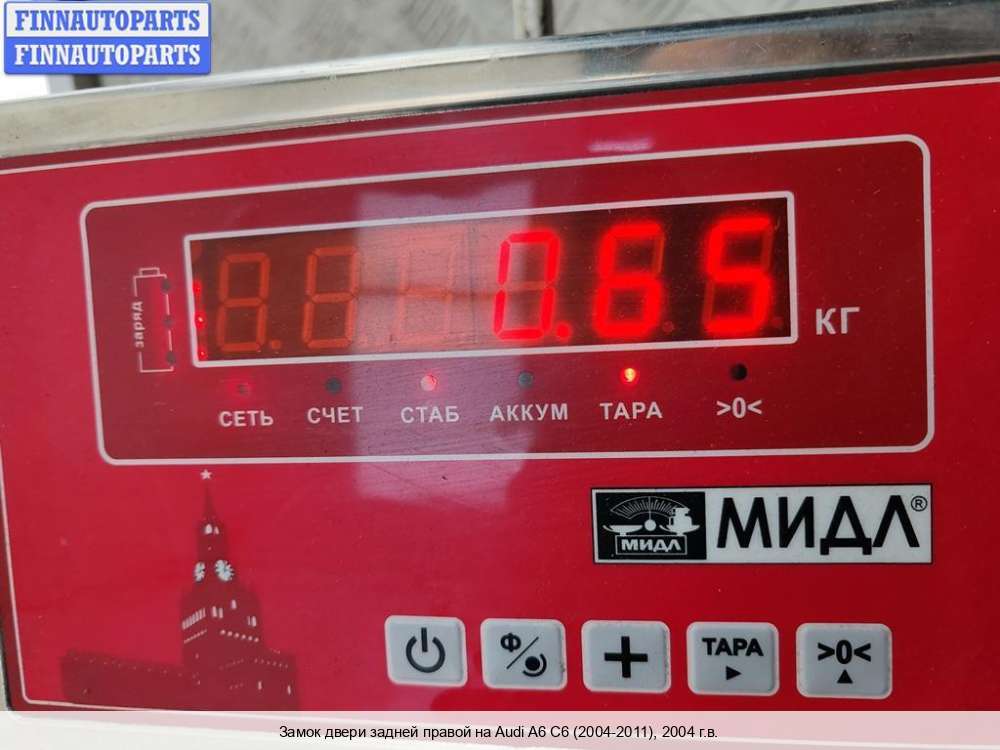 FINNAUTOPARTS
FINNAUTOPARTS
0.65
КГ
заряд
СЕТЬ СЧЕТ СТАБ АККУМ ТАРА >0<
МИДЛ МИДЛ®
Ф ТАРА >0<
Замок двери задней правой на Audi A6 C6 (2004-2011), 2004 г.в.